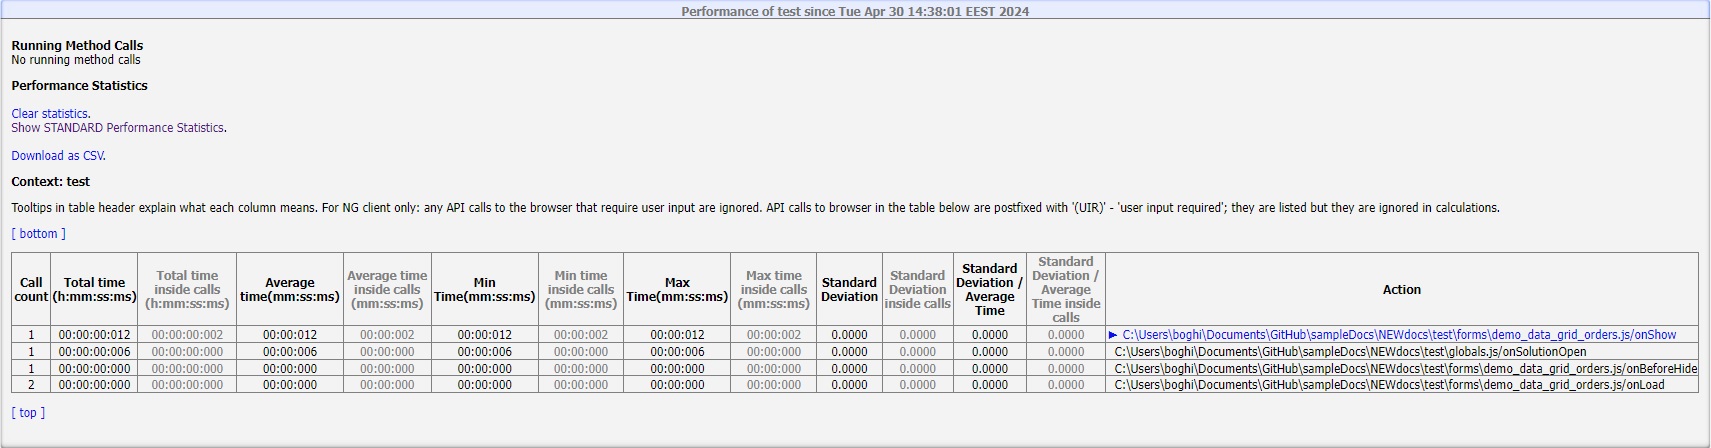 Performance of test since Tue Apr 30 14:38:01 EEST 2024
Running Method Calls
No running method calls
Performance Statistics
Clear statistics.
Show STANDARD Performance Statistics.
Download as CSV.
Context: test
Tooltips in table header explain what each column means. For NG client only: any API calls to the browser that require user input are ignored. API calls to browser in the table below are postfixed with '(UIR)' - 'user input required'; they are listed but they are ignored in calculations.
[ bottom ]
Call count Total time (h:mm:ss:ms) Total time inside calls (h:mm:ss:ms) Average time(mm:ss:ms) Average time inside calls (mm:ss:ms) Min Time(mm:ss:ms) Min time inside calls (mm:ss:ms) Max Time(mm:ss:ms) Max time inside calls (mm:ss:ms) Standard Deviation Standard Deviation inside calls Standard Deviation / Average Time Standard Deviation / Average Time inside calls Action
1 00:00:00:012 00:00:00:002 00:00:012 00:00:002 00:00:012 00:00:002 00:00:012 00:00:002 0.0000 0.0000 0.0000 0.0000 ► C:\Users\boghi\Documents\GitHub\sampleDocs\NEWdocs\test\forms\demo_data_grid_orders.js/onShow
1 00:00:00:006 00:00:00:000 00:00:006 00:00:000 00:00:006 00:00:000 00:00:006 00:00:000 0.0000 0.0000 0.0000 0.0000 C:\Users\boghi\Documents\GitHub\sampleDocs\NEWdocs\test\globals.js/onSolutionOpen
1 00:00:00:000 00:00:00:000 00:00:000 00:00:000 00:00:000 00:00:000 00:00:000 00:00:000 0.0000 0.0000 0.0000 0.0000 C:\Users\boghi\Documents\GitHub\sampleDocs\NEWdocs\test\forms\demo_data_grid_orders.js/onBeforeHide
2 00:00:00:000 00:00:00:000 00:00:000 00:00:000 00:00:000 00:00:000 00:00:000 00:00:000 0.0000 0.0000 0.0000 0.0000 C:\Users\boghi\Documents\GitHub\sampleDocs\NEWdocs\test\forms\demo_data_grid_orders.js/onLoad
[ top ]